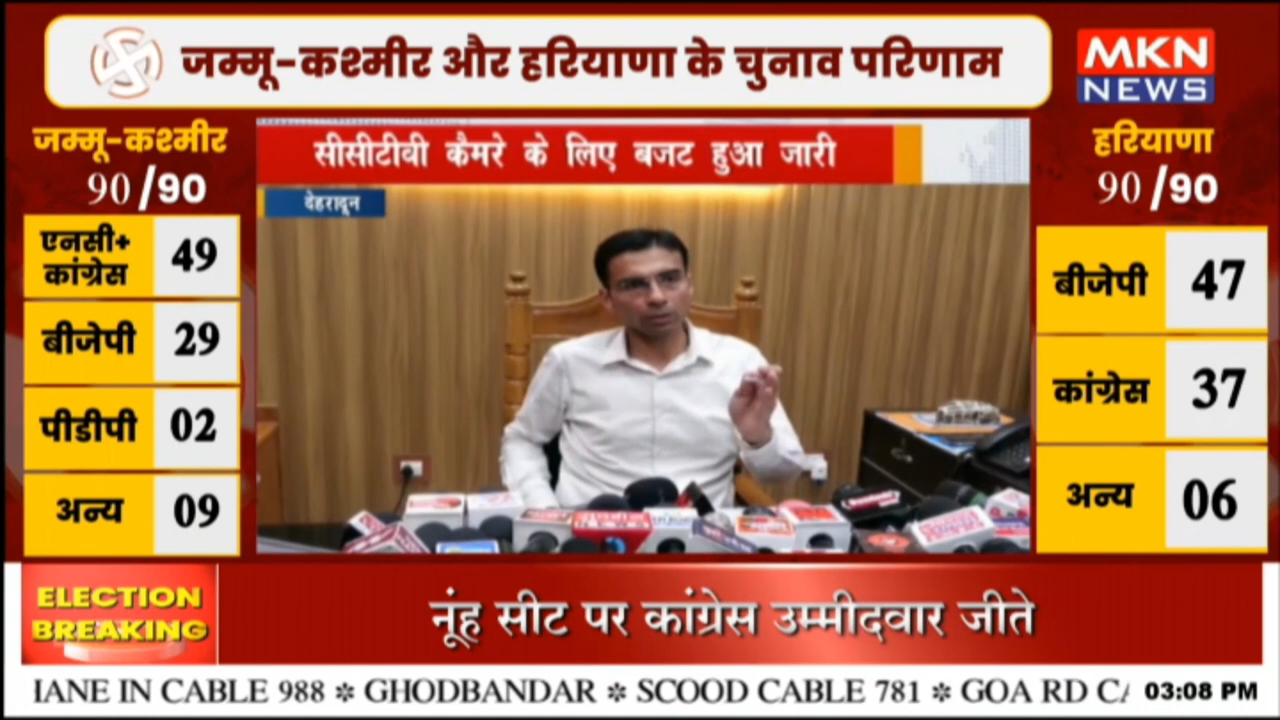 जम्मू-कश्मीर और हरियाणा के चुनाव परिणाम
MKN
NEWS
जम्मू-कश्मीर
90/90
एनसी+
कांग्रेस
49
बीजेपी
29
पीडीपी
02
अन्य
09
सीसीटीवी कैमरे के लिए बजट हुआ जारी
देहरादून
हरियाणा
90/90
बीजेपी
47
कांग्रेस
37
अन्य
06
ELECTION
BREAKING
नूंह सीट पर कांग्रेस उम्मीदवार जीते
IANE IN CABLE 988 ✻ GHODBANDAR ✻ SCOOD CABLE 781 ✻ GOA RD
03:08 PM